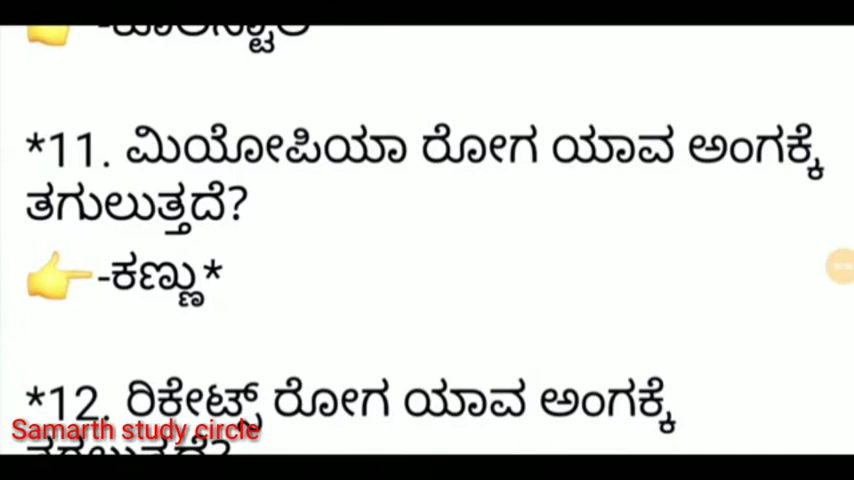 *11. ಮಿಯೋಪಿಯಾ ರೋಗ ಯಾವ ಅಂಗಕ್ಕೆ
ತಗುಲುತ್ತದೆ?
👉-ಕಣ್ಣು*
*12. ರಿಕೇಟ್ಸ್ ರೋಗ ಯಾವ ಅಂಗಕ್ಕೆ
Samarth study circle